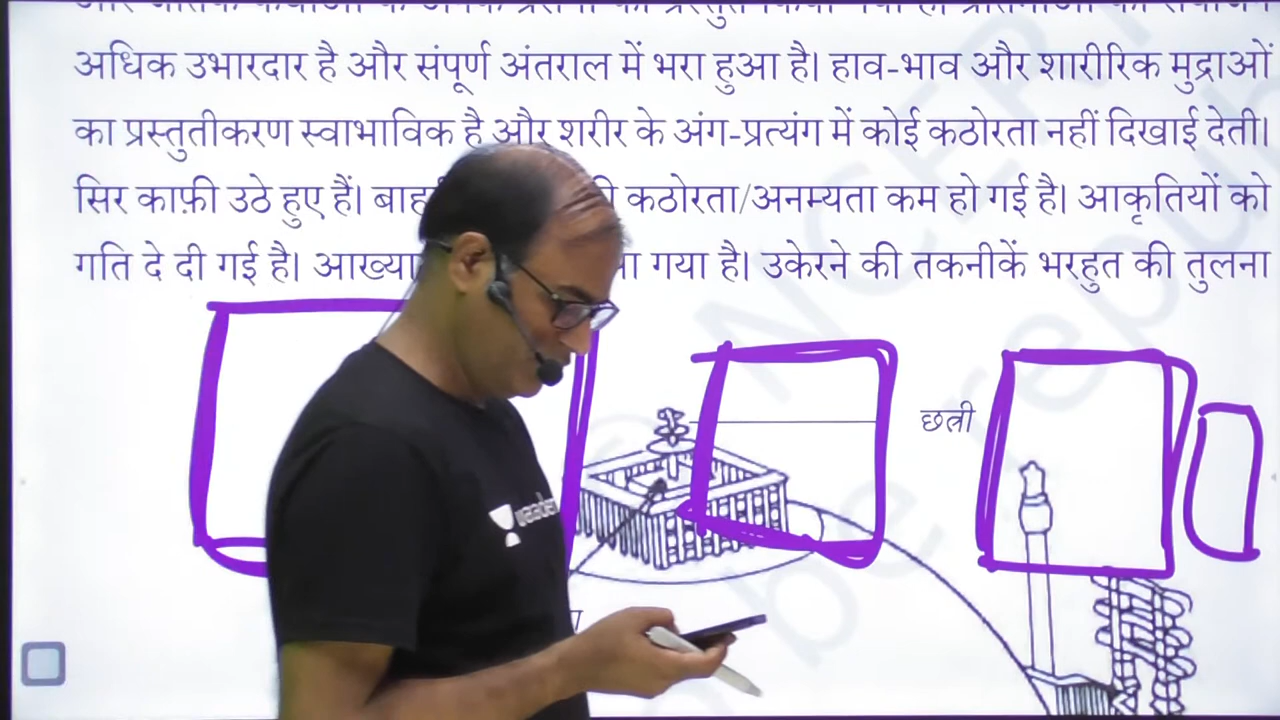 अधिक उभारदार है और संपूर्ण अंतराल में भरा हुआ है। हाव-भाव और शारीरिक मुद्राओं
का प्रस्तुतीकरण स्वाभाविक है और शरीर के अंग-प्रत्यंग में कोई कठोरता नहीं दिखाई देती।
सिर काफ़ी उठे हुए हैं। कठोरता/अनम्यता कम हो गई है। आकृतियों को
गति दे दी गई है। गया है। उकेरने की तकनीकें भरहुत की तुलना
छत्री